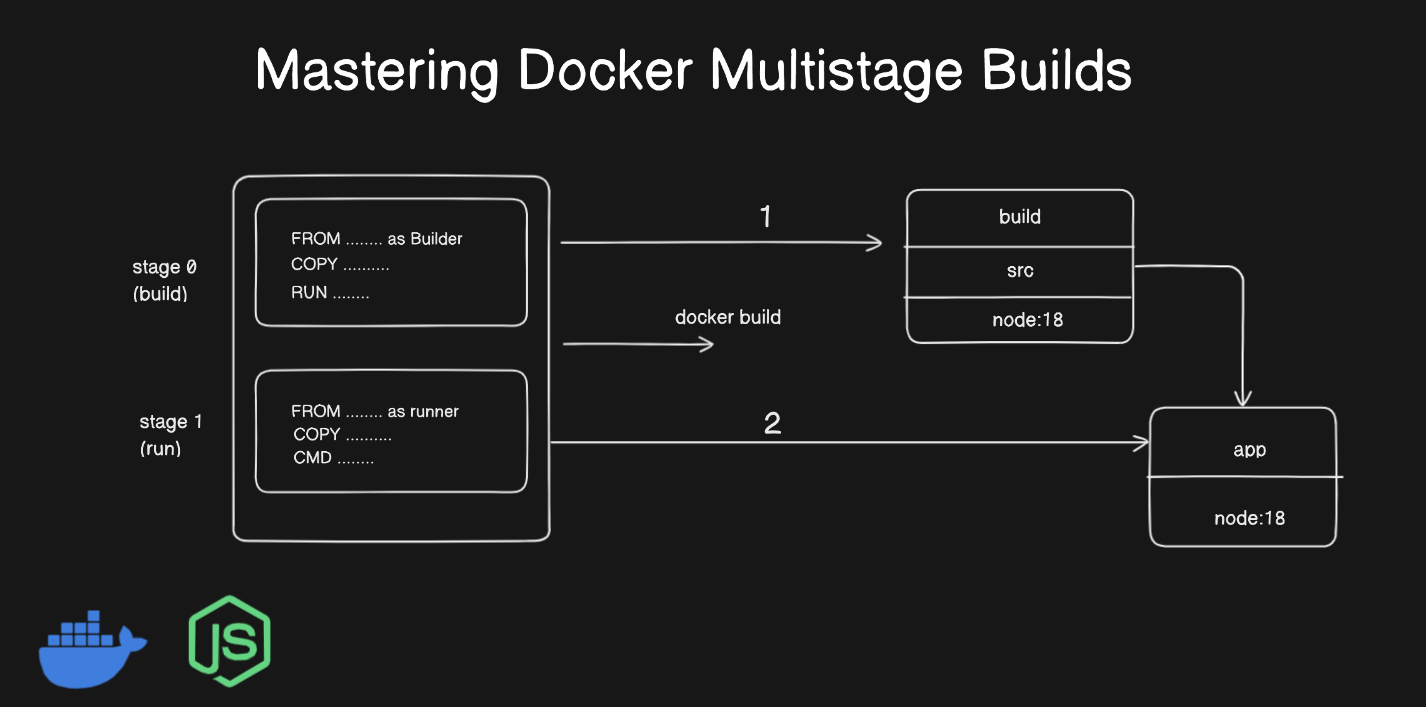 Mastering Docker Multistage Builds
stage 0
(build)
FROM ........ as Builder
COPY ..........
RUN ........
1
docker build
build
src
node:18
stage 1
(run)
FROM ........ as runner
COPY ..........
CMD ........
2
app
node:18
JS